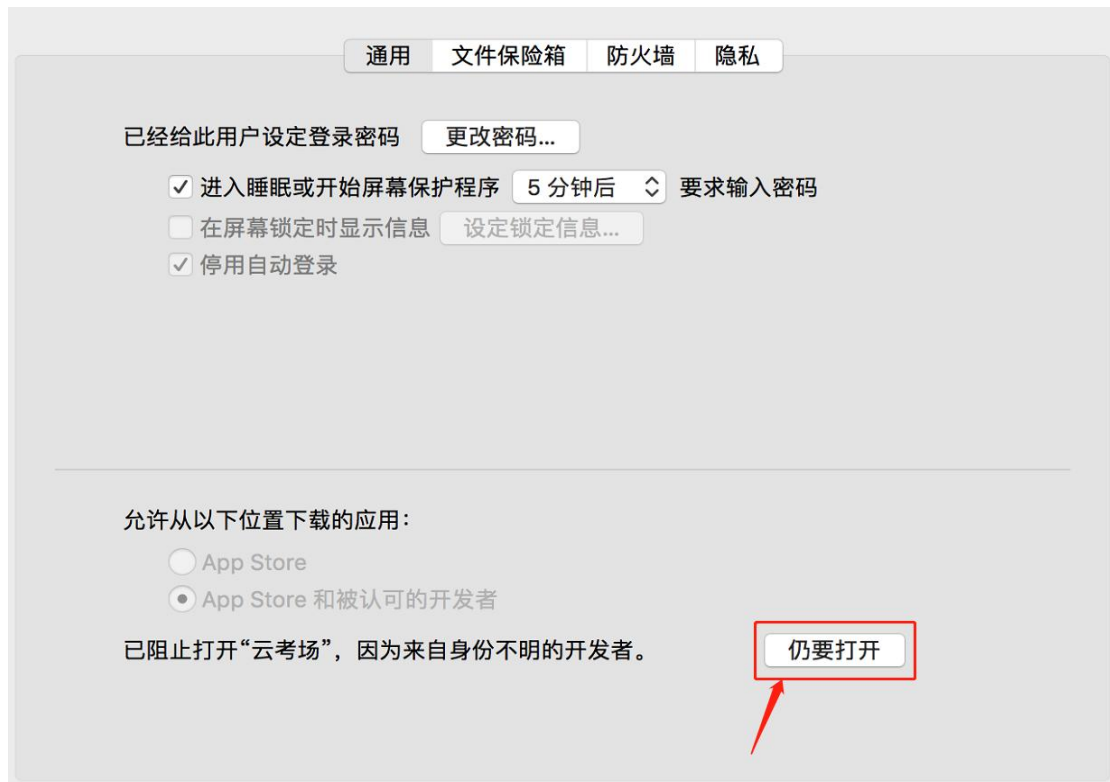 通用 文件保险箱 防火墙 隐私
已经给此用户设定登录密码 更改密码...
进入睡眠或开始屏幕保护程序 5 分钟后 要求输入密码
在屏幕锁定时显示信息 设定锁定信息...
停用自动登录
允许从以下位置下载的应用：
App Store
App Store 和被认可的开发者
已阻止打开“云考场”，因为来自身份不明的开发者。 仍要打开